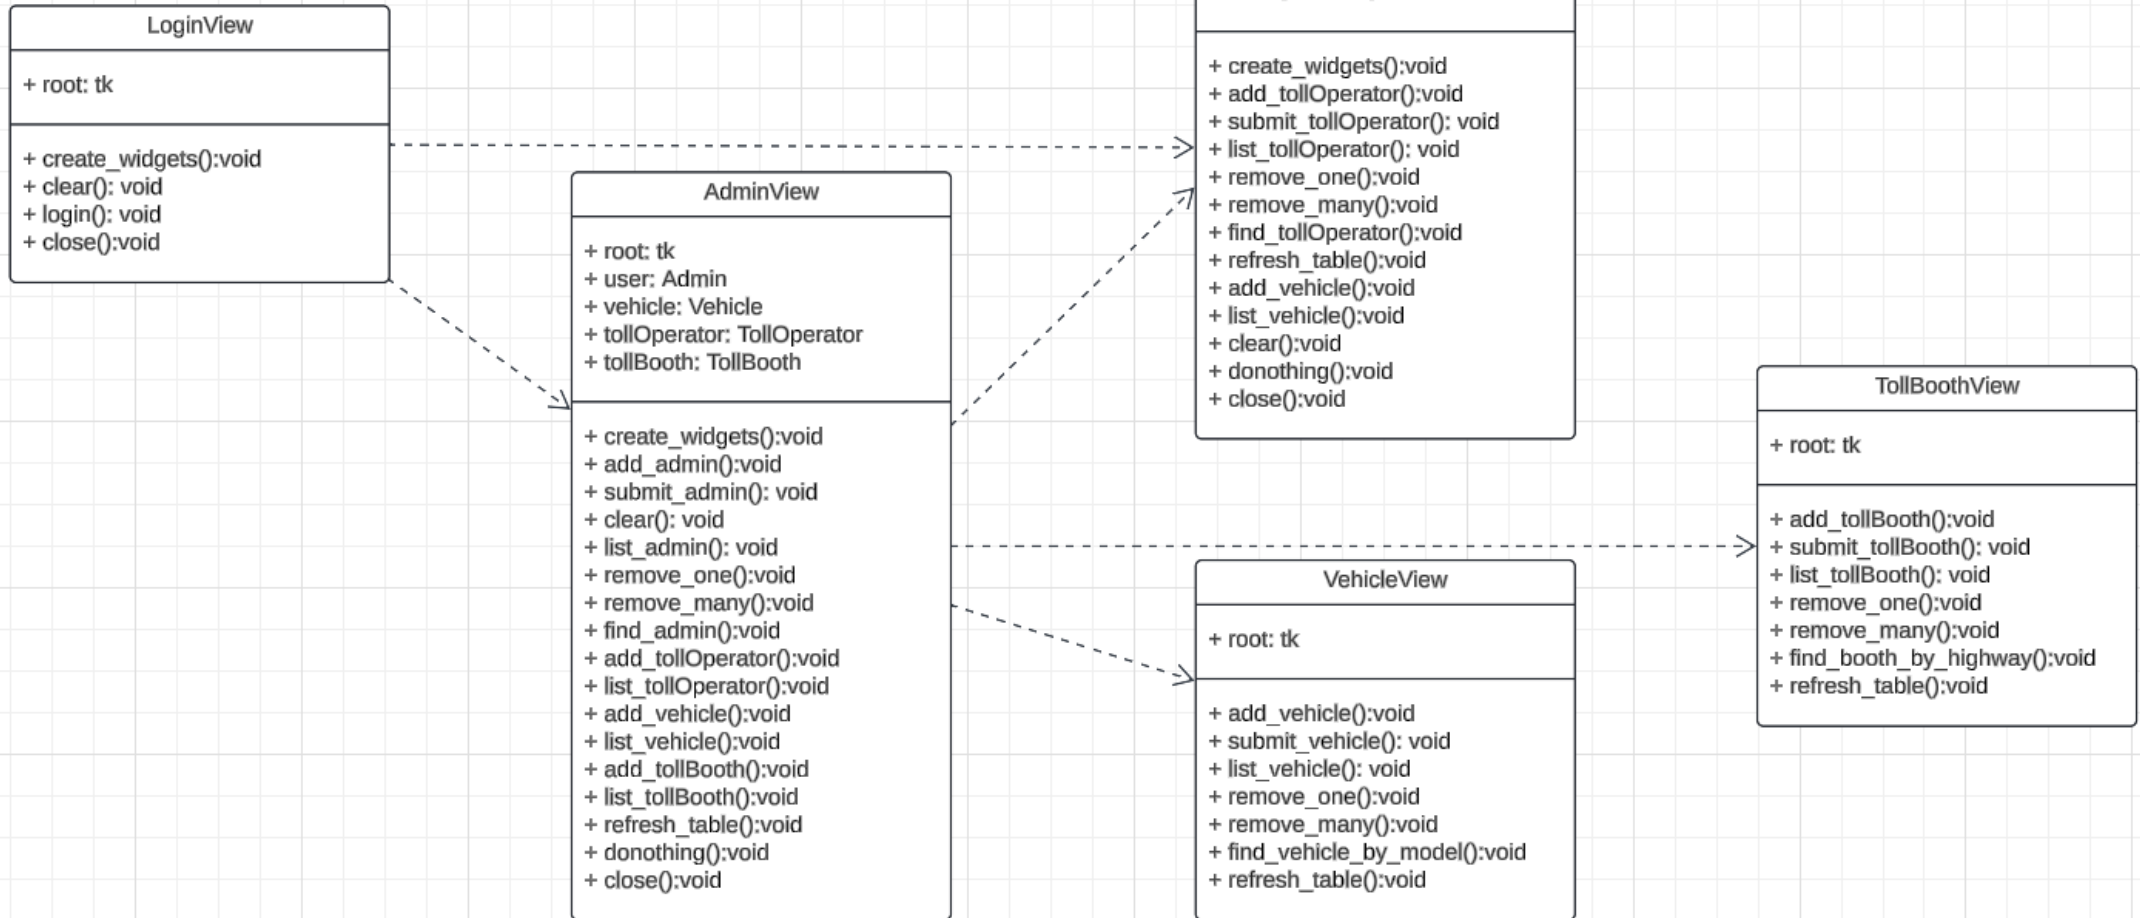 LoginView
+ root: tk
+ create_widgets():void
+ clear(): void
+ login(): void
+ close():void
AdminView
+ root: tk
+ user: Admin
+ vehicle: Vehicle
+ tollOperator: TollOperator
+ tollBooth: TollBooth
+ create_widgets():void
+ add_admin():void
+ submit_admin(): void
+ clear(): void
+ list_admin(): void
+ remove_one():void
+ remove_many():void
+ find_admin():void
+ add_tollOperator():void
+ list_tollOperator():void
+ add_vehicle():void
+ list_vehicle():void
+ add_tollBooth():void
+ list_tollBooth():void
+ refresh_table():void
+ donothing():void
+ close():void
+ create_widgets():void
+ add_tollOperator():void
+ submit_tollOperator(): void
+ list_tollOperator(): void
+ remove_one():void
+ remove_many():void
+ find_tollOperator():void
+ refresh_table():void
+ add_vehicle():void
+ list_vehicle():void
+ clear():void
+ donothing():void
+ close():void
VehicleView
+ root: tk
+ add_vehicle():void
+ submit_vehicle(): void
+ list_vehicle(): void
+ remove_one():void
+ remove_many():void
+ find_vehicle_by_model():void
+ refresh_table():void
TollBoothView
+ root: tk
+ add_tollBooth():void
+ submit_tollBooth(): void
+ list_tollBooth(): void
+ remove_one():void
+ remove_many():void
+ find_booth_by_highway():void
+ refresh_table():void